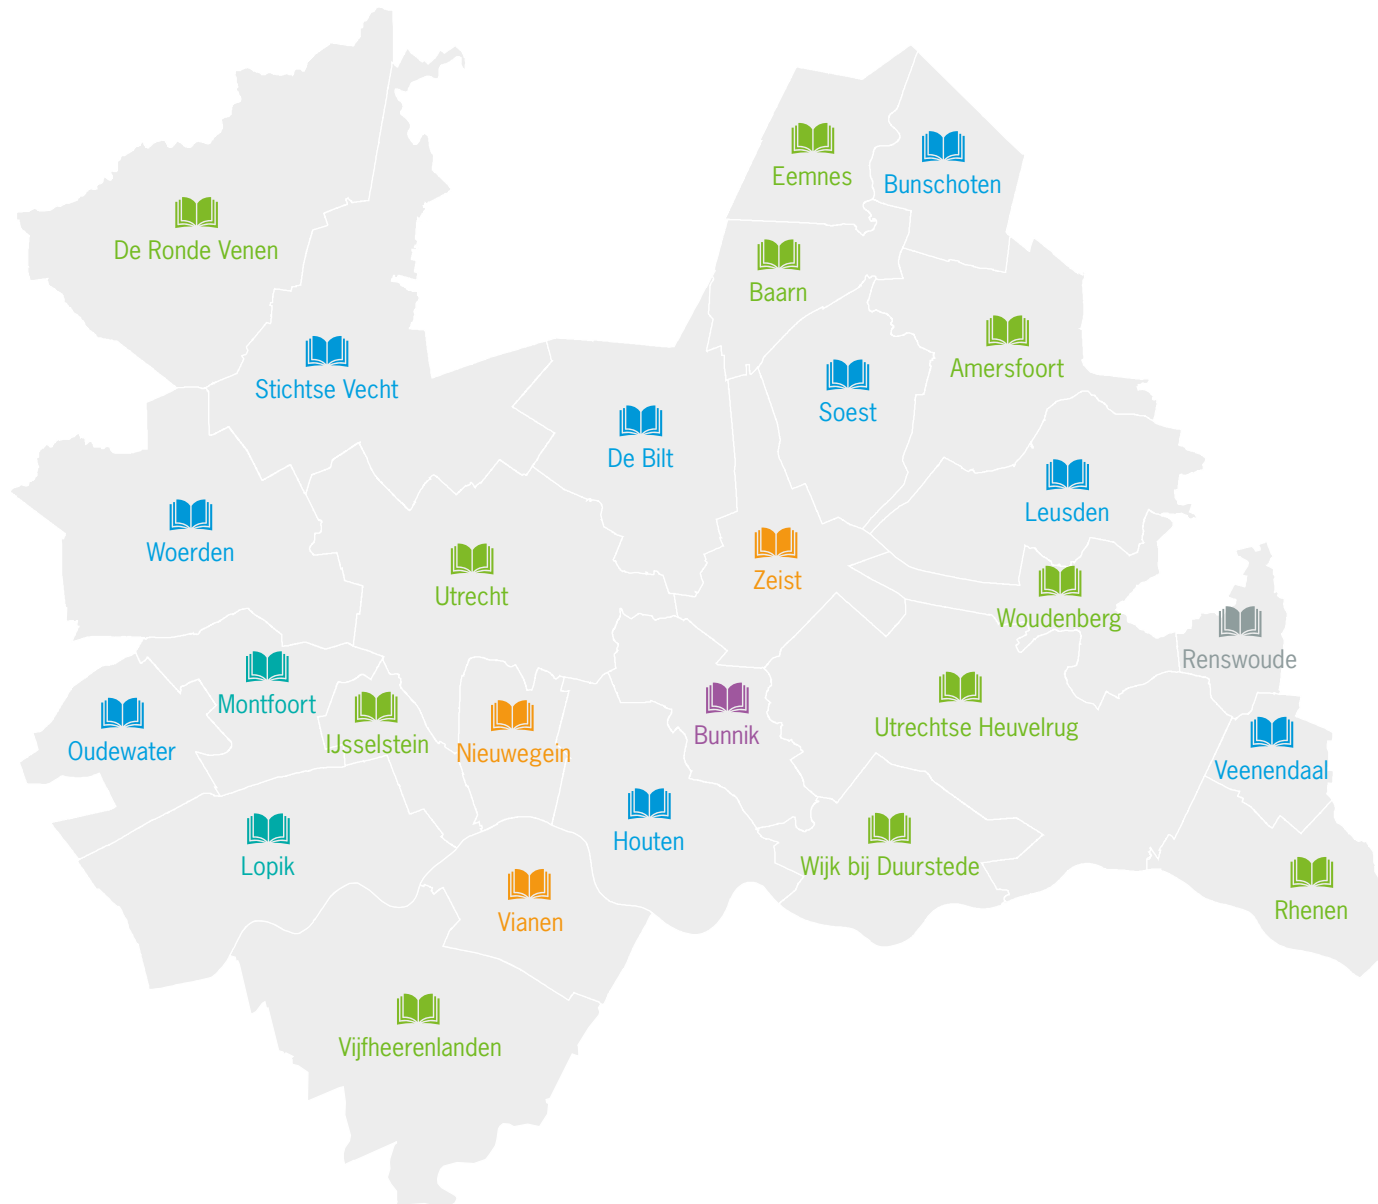 Eemnes
Bunschoten
De Ronde Venen
Baarn
Amersfoort
Stichtse Vecht
Soest
De Bilt
Leusden
Woerden
Zeist
Utrecht
Woudenberg
Renswoude
Montfoort
Utrechtse Heuvelrug
Bunnik
IJsselstein
Oudewater
Nieuwegein
Veenendaal
Houten
Lopik
Wijk bij Duurstede
Rhenen
Vianen
Vijfheerenlanden